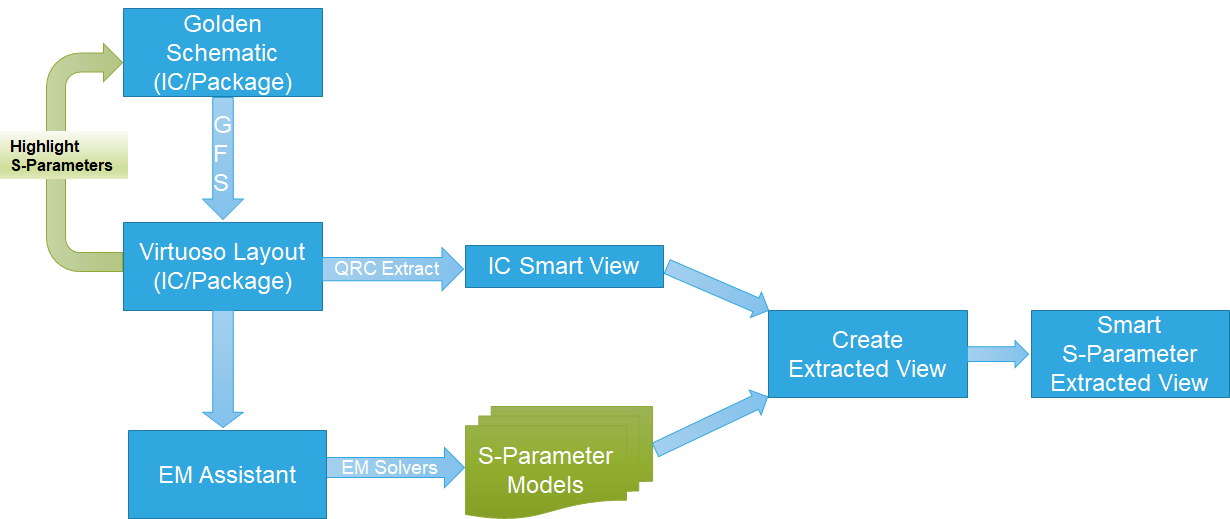 Golden
Schematic
(IC/Package)
G
F
S
Highlight
S-Parameters
Virtuoso Layout
(IC/Package)
QRC Extract
IC Smart View
Create
Extracted View
Smart
S-Parameter
Extracted View
EM Assistant
EM Solvers
S-Parameter
Models